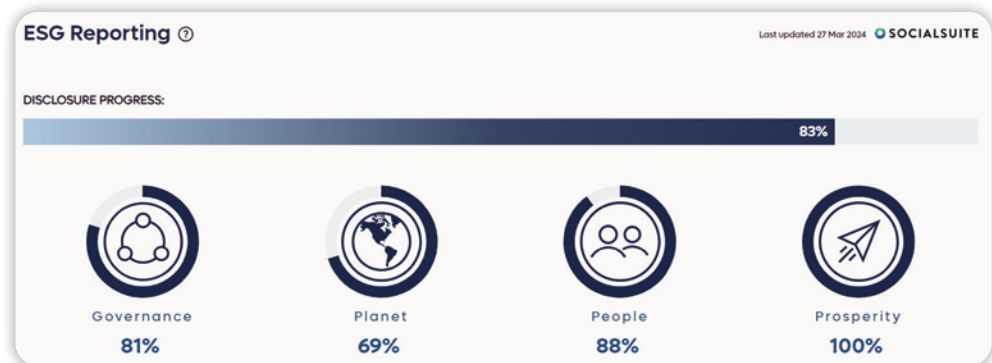 ESG Reporting ?
Last updated 27 Mar 2024 SOCIALSUITE
DISCLOSURE PROGRESS:
83%
Governance Planet People Prosperity
81% 69% 88% 100%